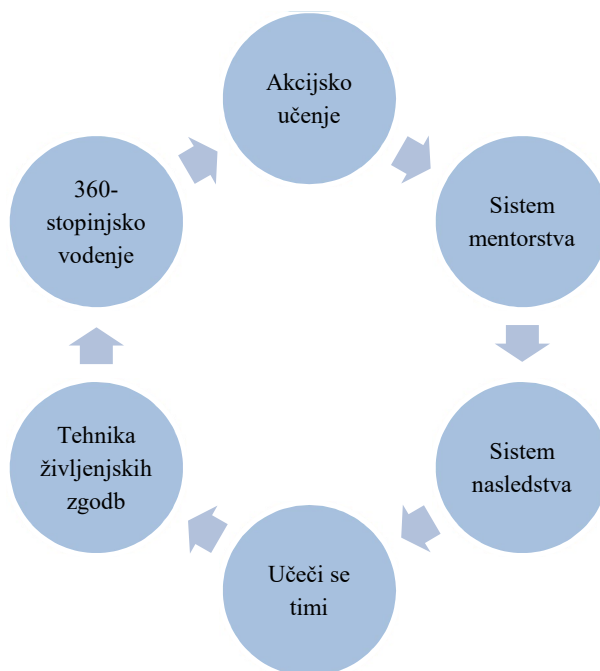 Akcijsko
učenje
Sistem
mentorstva
Sistem
nasledstva
Učeči se
timi
Tehnika
življenjskih
zgodb
360-
stopinjsko
vodenje